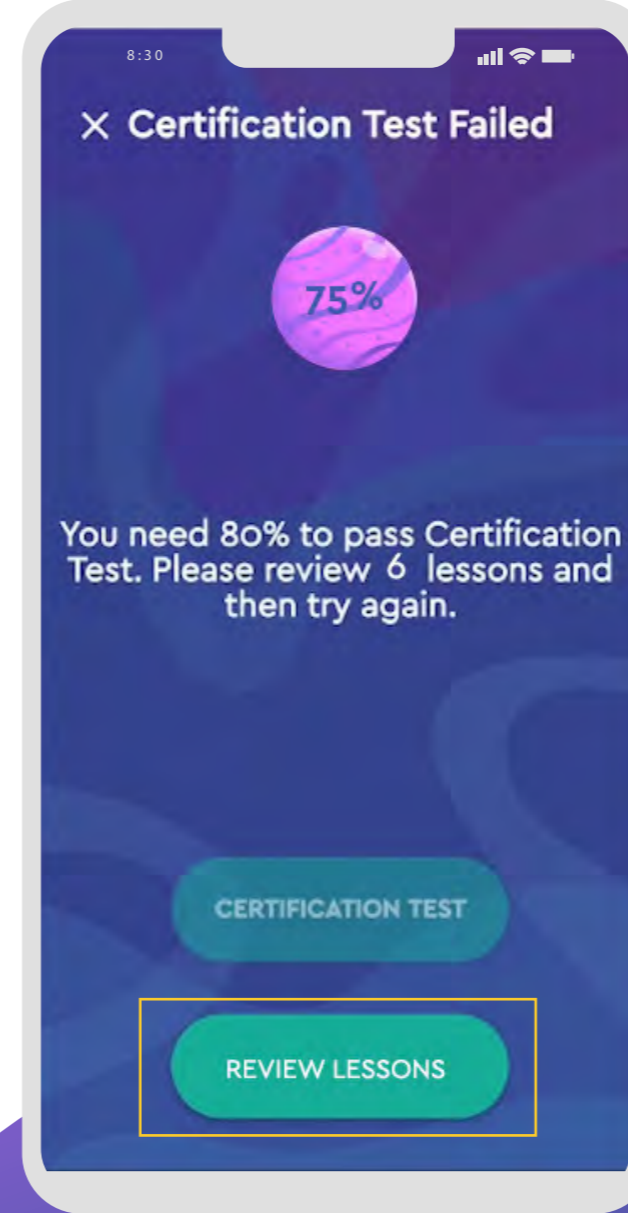 8:30
× Certification Test Failed
75%
You need 80% to pass Certification
Test. Please review 6 lessons and
then try again.
CERTIFICATION TEST
REVIEW LESSONS